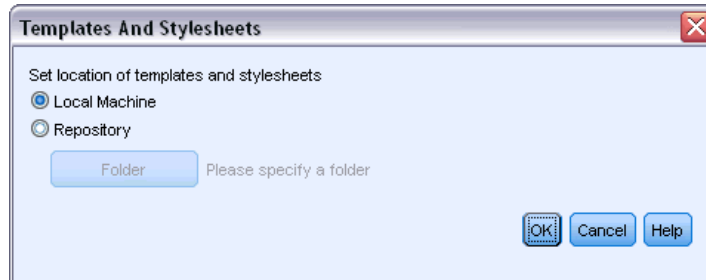 Templates And Stylesheets
Set location of templates and stylesheets
Local Machine
Repository
Folder Please specify a folder
OK Cancel Help